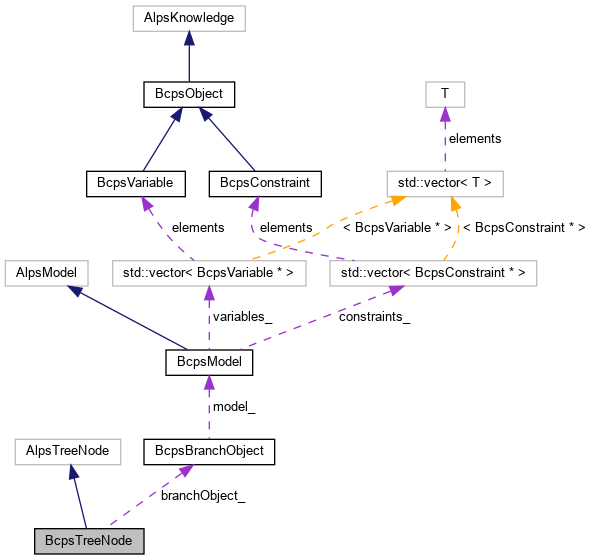 AlpsKnowledge
BcpsObject
T
elements
BcpsVariable
BcpsConstraint
std::vector< T >
elements
elements
< BcpsVariable * >
< BcpsConstraint * >
AlpsModel
std::vector< BcpsVariable * >
std::vector< BcpsConstraint * >
variables_
constraints_
BcpsModel
model_
AlpsTreeNode
BcpsBranchObject
branchObject_
BcpsTreeNode